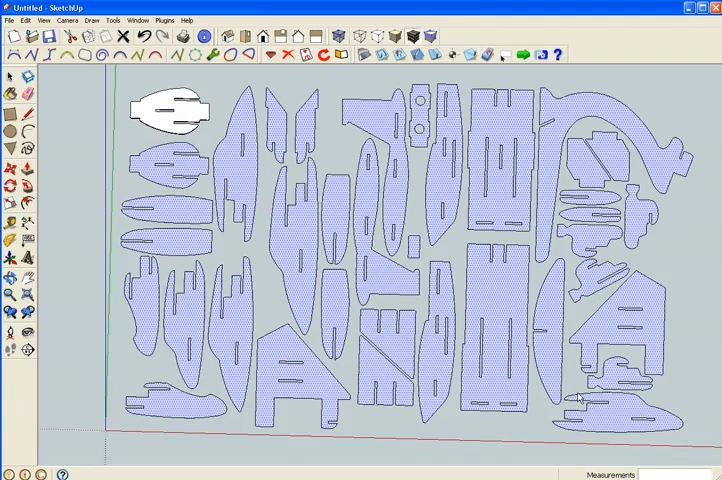 Untitled - SketchUp
File Edit View Camera Draw Tools Window Plugins Help
Measurements